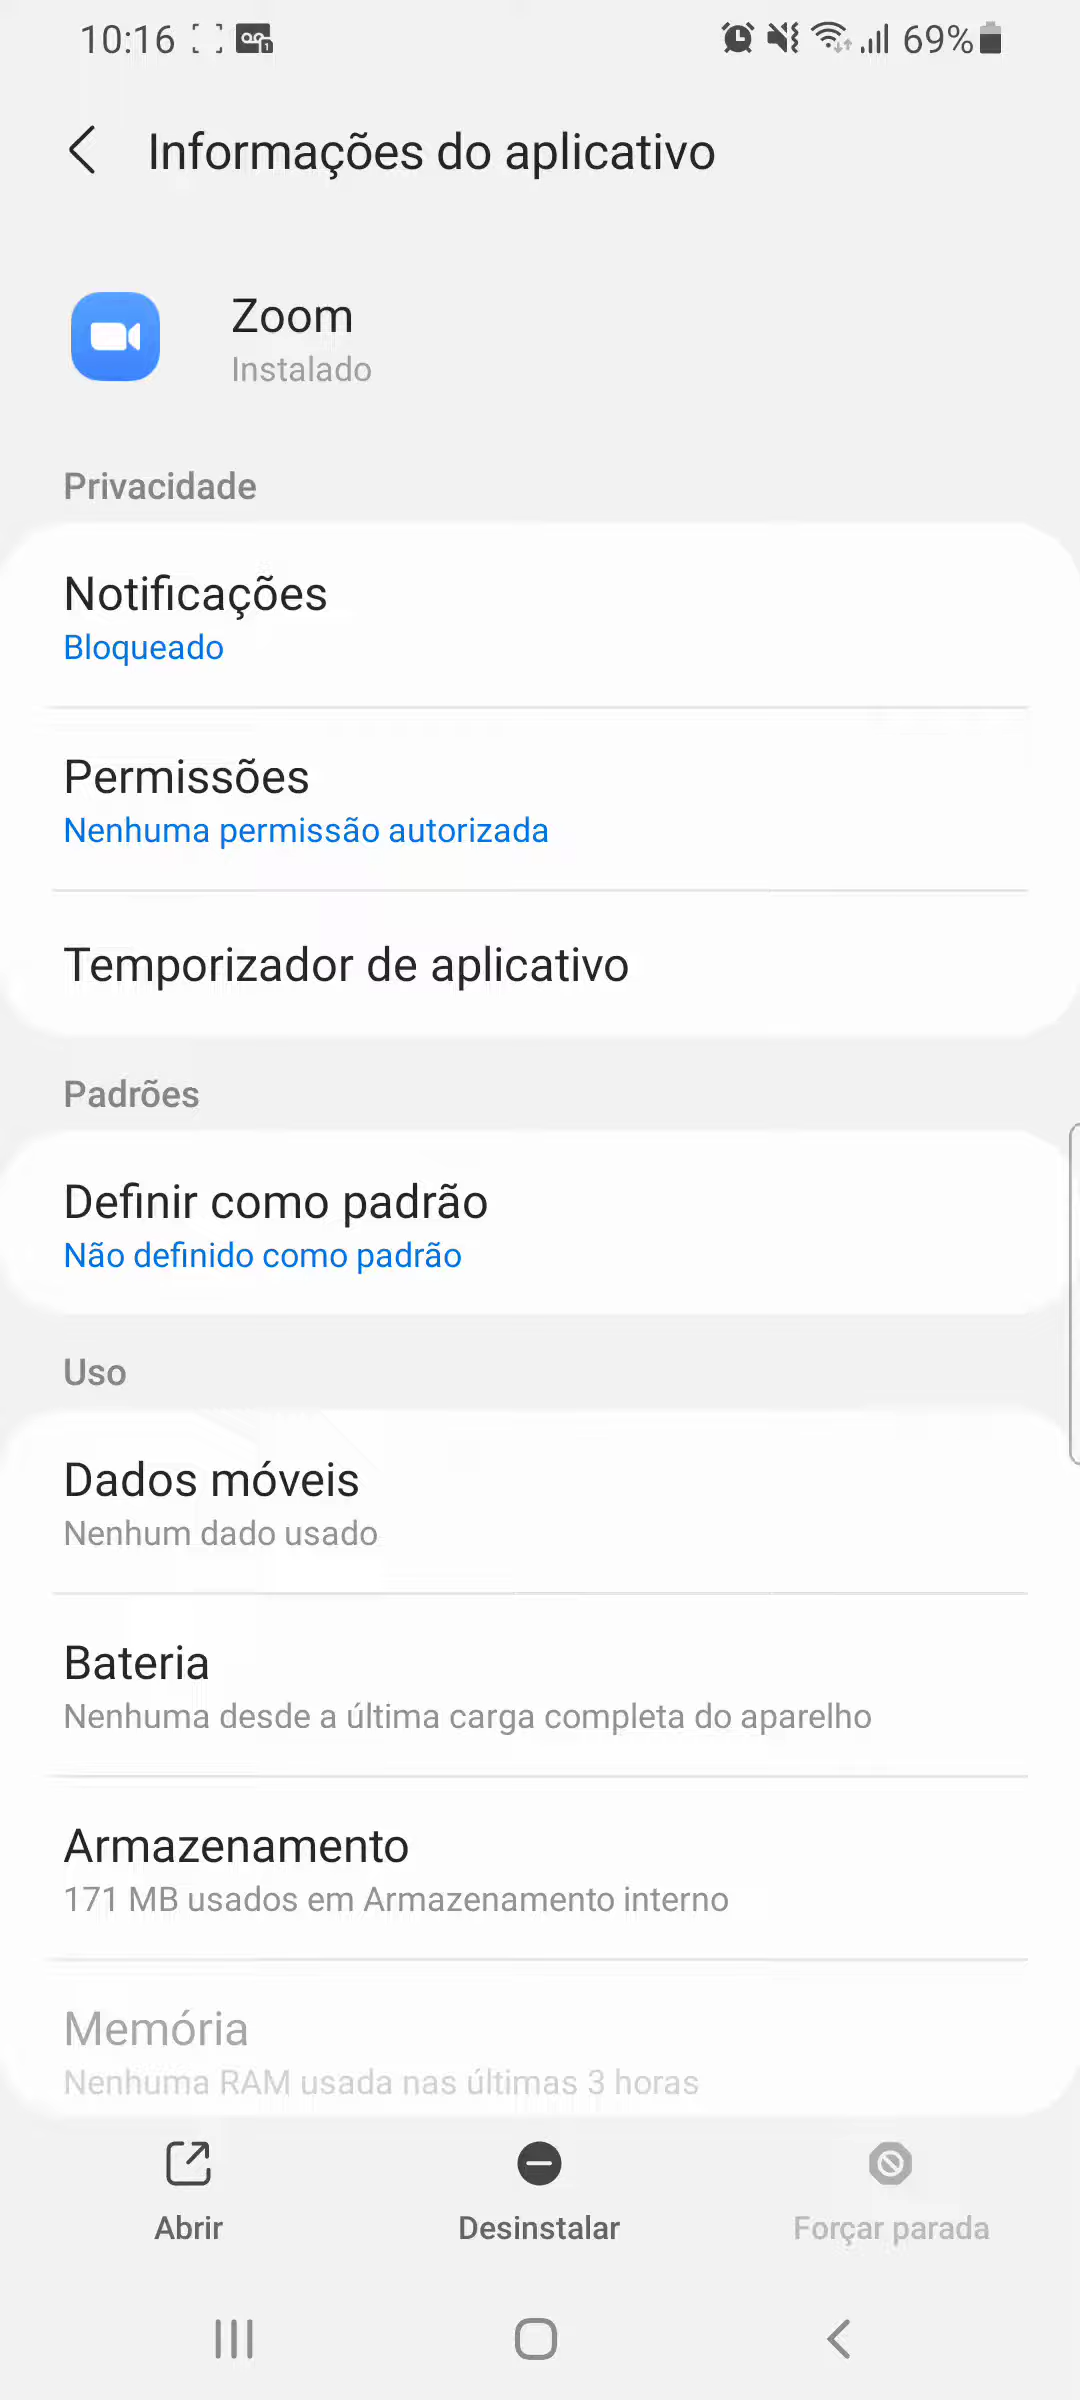 10:16
69%
Informações do aplicativo
Zoom
Instalado
Privacidade
Notificações
Bloqueado
Permissões
Nenhuma permissão autorizada
Temporizador de aplicativo
Padrões
Definir como padrão
Não definido como padrão
Uso
Dados móveis
Nenhum dado usado
Bateria
Nenhuma desde a última carga completa do aparelho
Armazenamento
171 MB usados em Armazenamento interno
Memória
Nenhuma RAM usada nas últimas 3 horas
Abrir
Desinstalar
Forçar parada